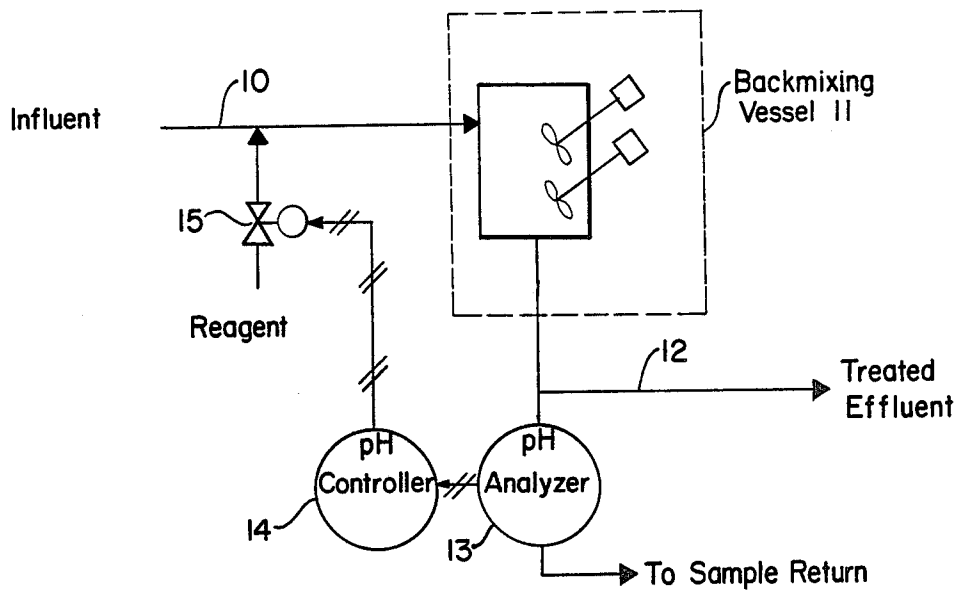 10
Influent
Backmixing
Vessel 11
15
Reagent
12
Treated
Effluent
pH
Controller
pH
Analyzer
14
13
To Sample Return